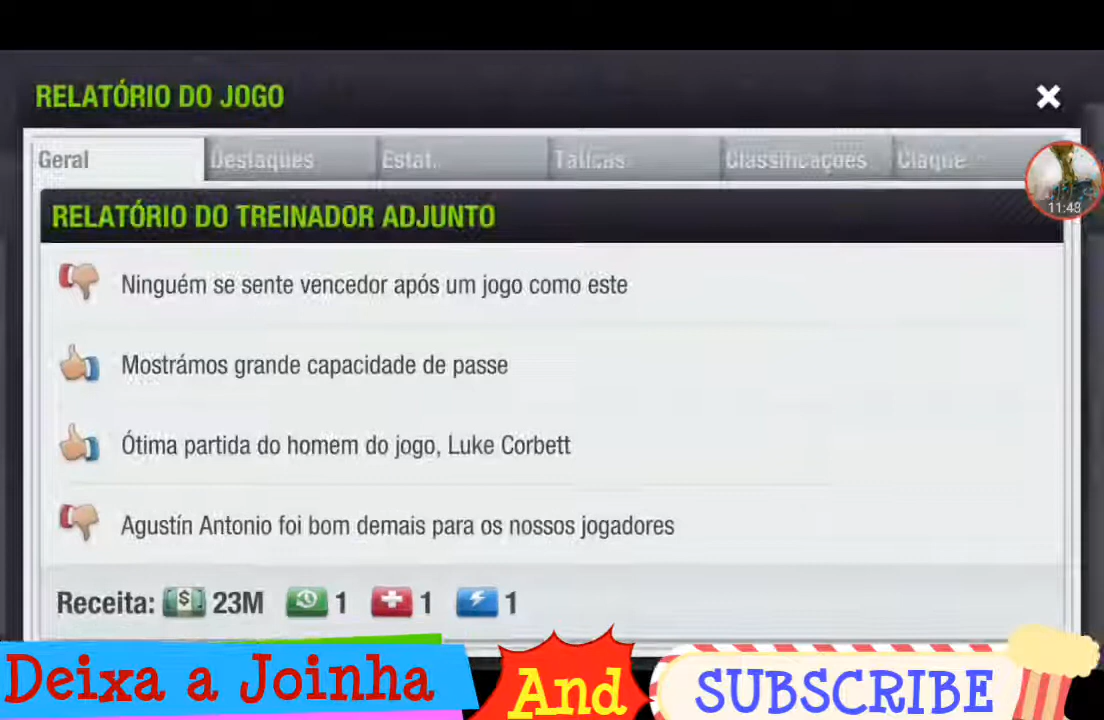 RELATÓRIO DO JOGO
Geral Destaques Estat. Táticas Classificações Claque
11:48
RELATÓRIO DO TREINADOR ADJUNTO
Ninguém se sente vencedor após um jogo como este
Mostrámos grande capacidade de passe
Ótima partida do homem do jogo, Luke Corbett
Agustín Antonio foi bom demais para os nossos jogadores
Receita: 23M 1 1 1
Deixa a Joinha And SUBSCRIBE